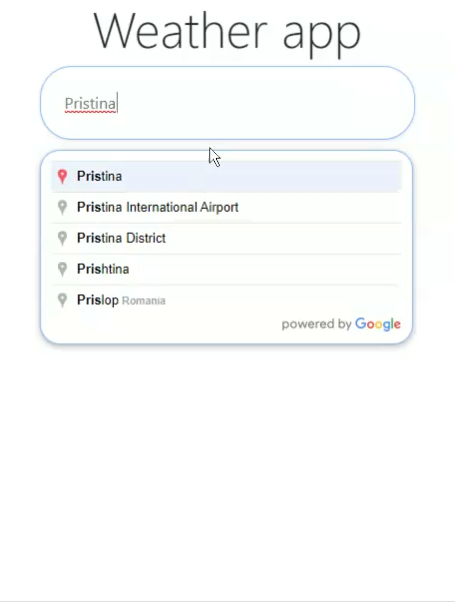 Weather app
Pristina
Pristina
Pristina International Airport
Pristina District
Prishtina
Prislop Romania
powered by Google